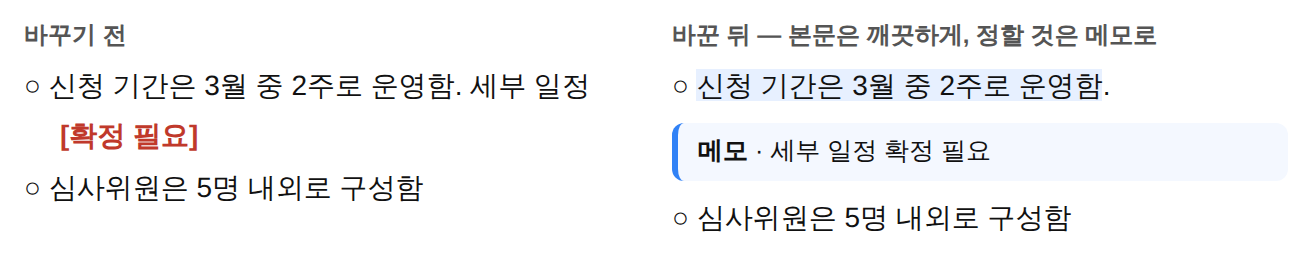 바꾸기 전
○ 신청 기간은 3월 중 2주로 운영함. 세부 일정
[확정 필요]
○ 심사위원은 5명 내외로 구성함
바꾼 뒤 — 본문은 깨끗하게, 정할 것은 메모로
○ 신청 기간은 3월 중 2주로 운영함.
메모 · 세부 일정 확정 필요
○ 심사위원은 5명 내외로 구성함